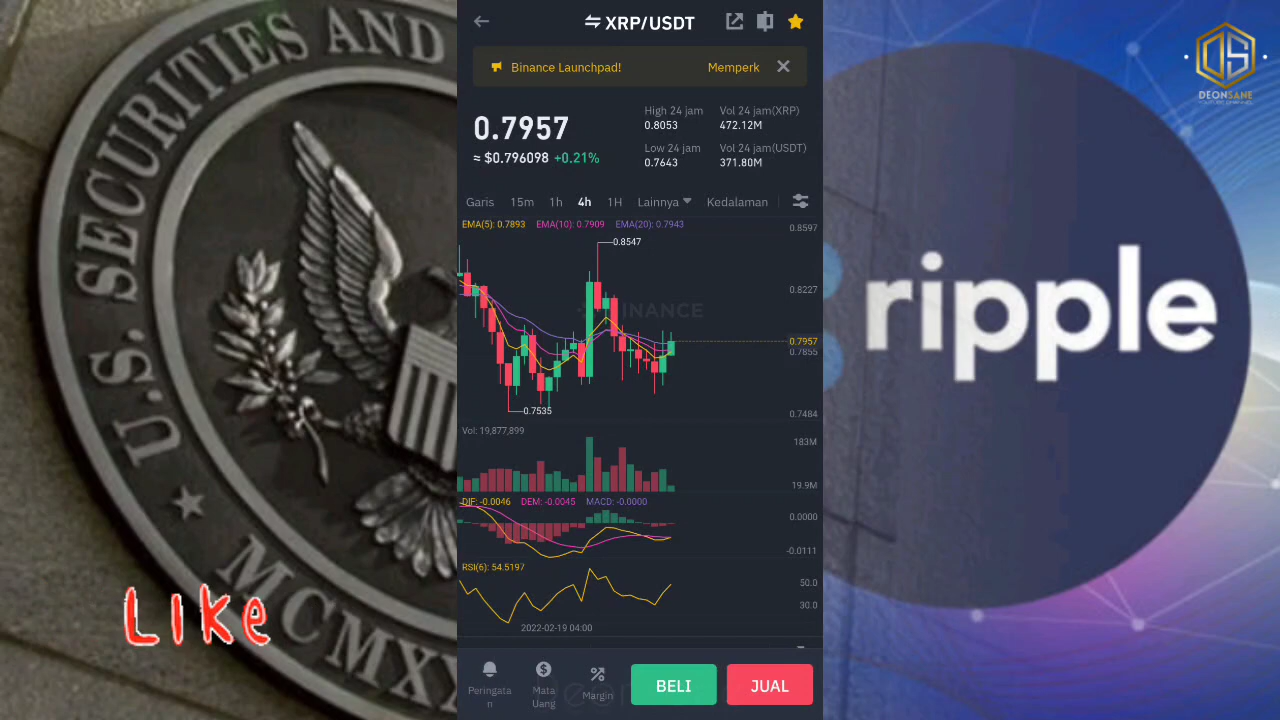 U.S. SECURITIES AND
MCMXX
Like
XRP/USDT
Binance Launchpad!
Memperk
0.7957
≈ $0.796098 +0.21%
High 24 jam
0.8053
Vol 24 jam(XRP)
472.12M
Low 24 jam
0.7643
Vol 24 jam(USDT)
371.80M
Garis 15m 1h 4h 1H Lainnya Kedalaman
EMA(5): 0.7893 EMA(10): 0.7909 EMA(20): 0.7943
0.8597
0.8547
0.8227
BINANCE
0.7957
0.7855
0.7535
0.7484
Vol: 19,877,899
183M
19.9M
DIF: -0.0046 DEM: -0.0045 MACD: -0.0000
0.0000
-0.0111
RSI(6): 54.5197
50.0
30.0
2022-02-19 04:00
Peringata
n
Mata
Uang
Margin
BELI
JUAL
ripple
DS
DEONSANE
YOUTUBE CHANNEL